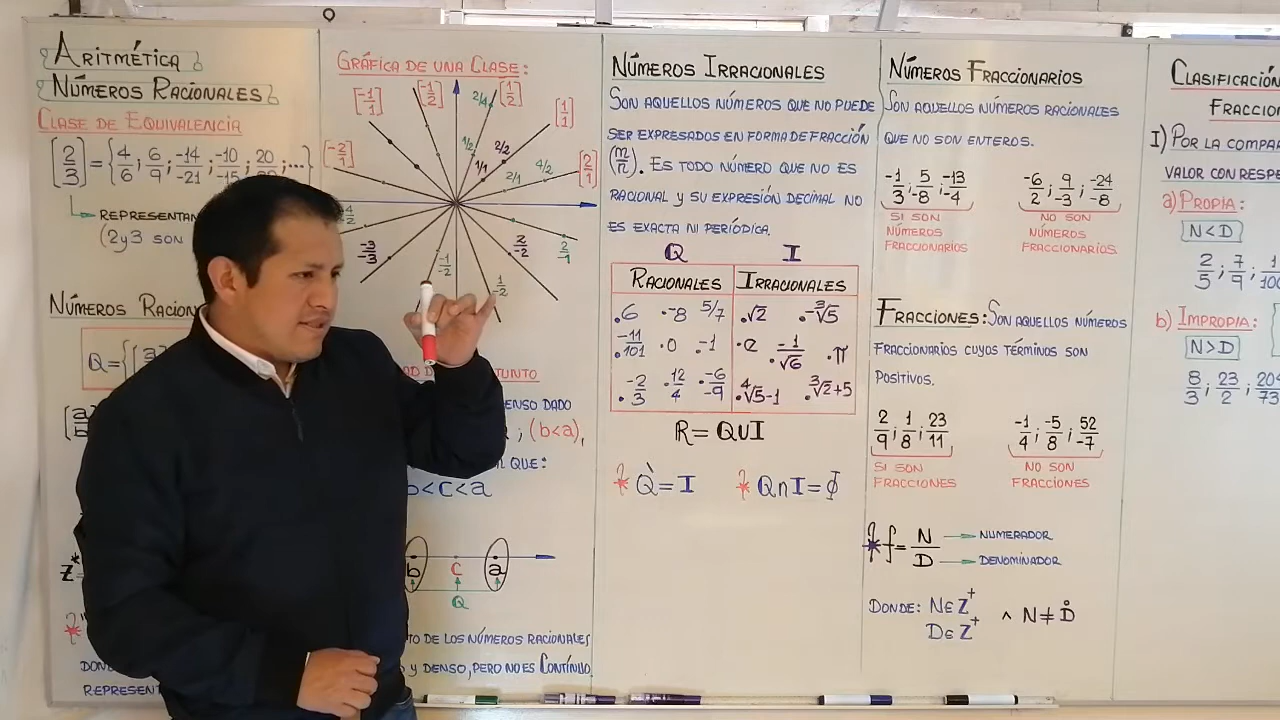 ARITMÉTICA
NÚMEROS RACIONALES
CLASE DE EQUIVALENCIA
[2/3] = {4/6; 6/9; -14/-21; -10/-15; 20/30; ...}
REPRESENTAN
(2 y 3 SON
NÚMEROS RACION
Q = {[a
[a
Z*
DON
REPRESENT
GRÁFICA DE UNA CLASE:
[-1/1] [-1/2] 2/4 [1/2] [1/1]
[-2/1] 1/2 1/1 2/2 2/1 4/2 [2/1]
-3/-3 -1/-2 2/-2 2/-1
1/-2
D DE CONJUNTO
ENSO DADO
; (b<a),
QUE:
b<c<a
b c a
Q
TO DE LOS NÚMEROS RACIONALES,
Y DENSO, PERO NO ES CONTÍNUO.
NÚMEROS IRRACIONALES
SON AQUELLOS NÚMEROS QUE NO PUEDE
SER EXPRESADOS EN FORMA DE FRACCIÓN
(m/n). ES TODO NÚMERO QUE NO ES
RACIONAL Y SU EXPRESIÓN DECIMAL NO
ES EXACTA NI PERIÓDICA.
Q I
RACIONALES IRRACIONALES
.6 .-8 5/7 .√2 .-∛5
.-11/101 .0 .-1 .e .-1/√6 .π
.-2/3 .12/4 .-6/-9 .∜5-1 .∛2+5
R = QUI
* Q` = I * Q∩I = ɸ
NÚMEROS FRACCIONARIOS
SON AQUELLOS NÚMEROS RACIONALES
QUE NO SON ENTEROS.
-1/3; 5/-8; -13/-4 -6/2; 9/-3; -24/-8
SI SON NO SON
NÚMEROS NÚMEROS
FRACCIONARIOS FRACCIONARIOS.
FRACCIONES: SON AQUELLOS NÚMEROS
FRACCIONARIOS CUYOS TÉRMINOS SON
POSITIVOS.
2/9; 1/8; 23/11 -1/4; -5/8; 52/-7
SI SON NO SON
FRACCIONES FRACCIONES
* f = N/D
NUMERADOR
DENOMINADOR
DONDE: N∈Z⁺ ∧ N≠D̊
D∈Z⁺
CLASIFICACIÓN
FRACCIO
I) POR LA COMPAR
VALOR CON RESPE
a) PROPIA:
N<D
2/5; 7/9; 1/100
b) IMPROPIA:
N>D
8/3; 23/2; 204/73